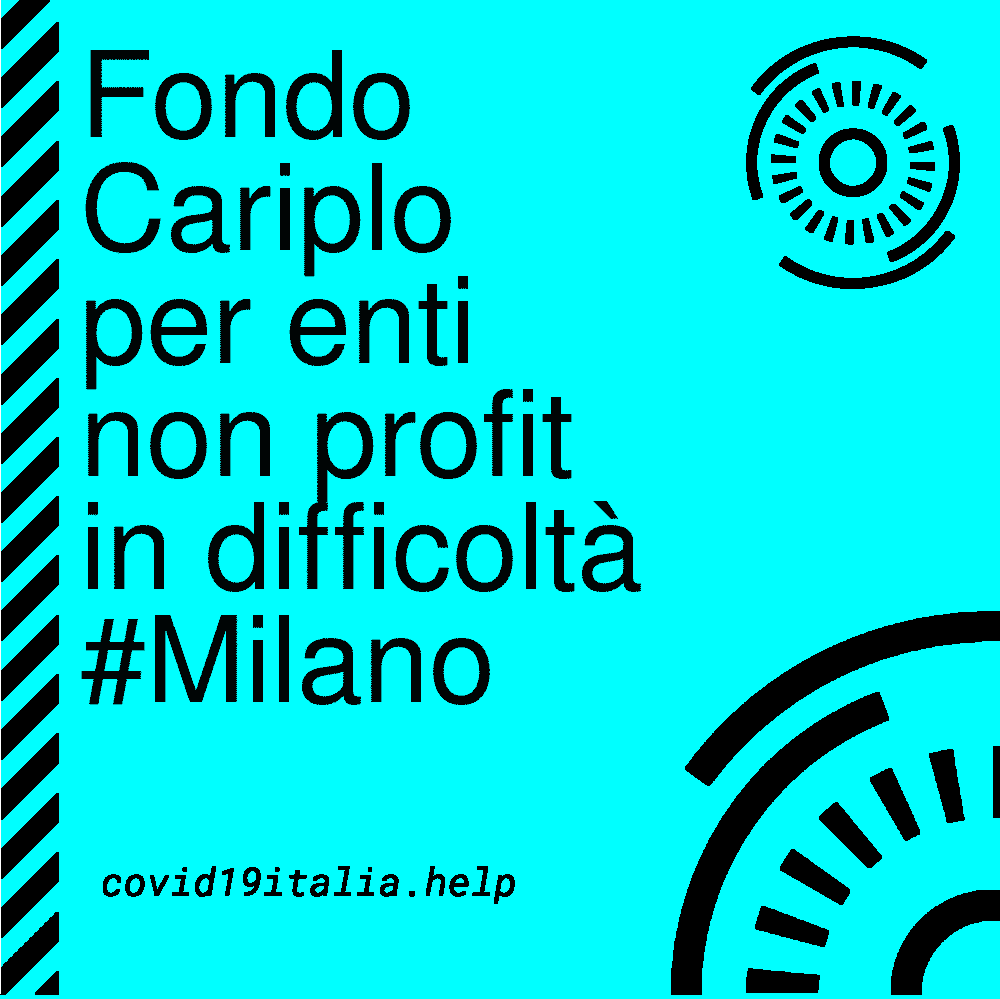 Fondo
Cariplo
per enti
non profit
in difficoltà
#Milano
covid19italia.help